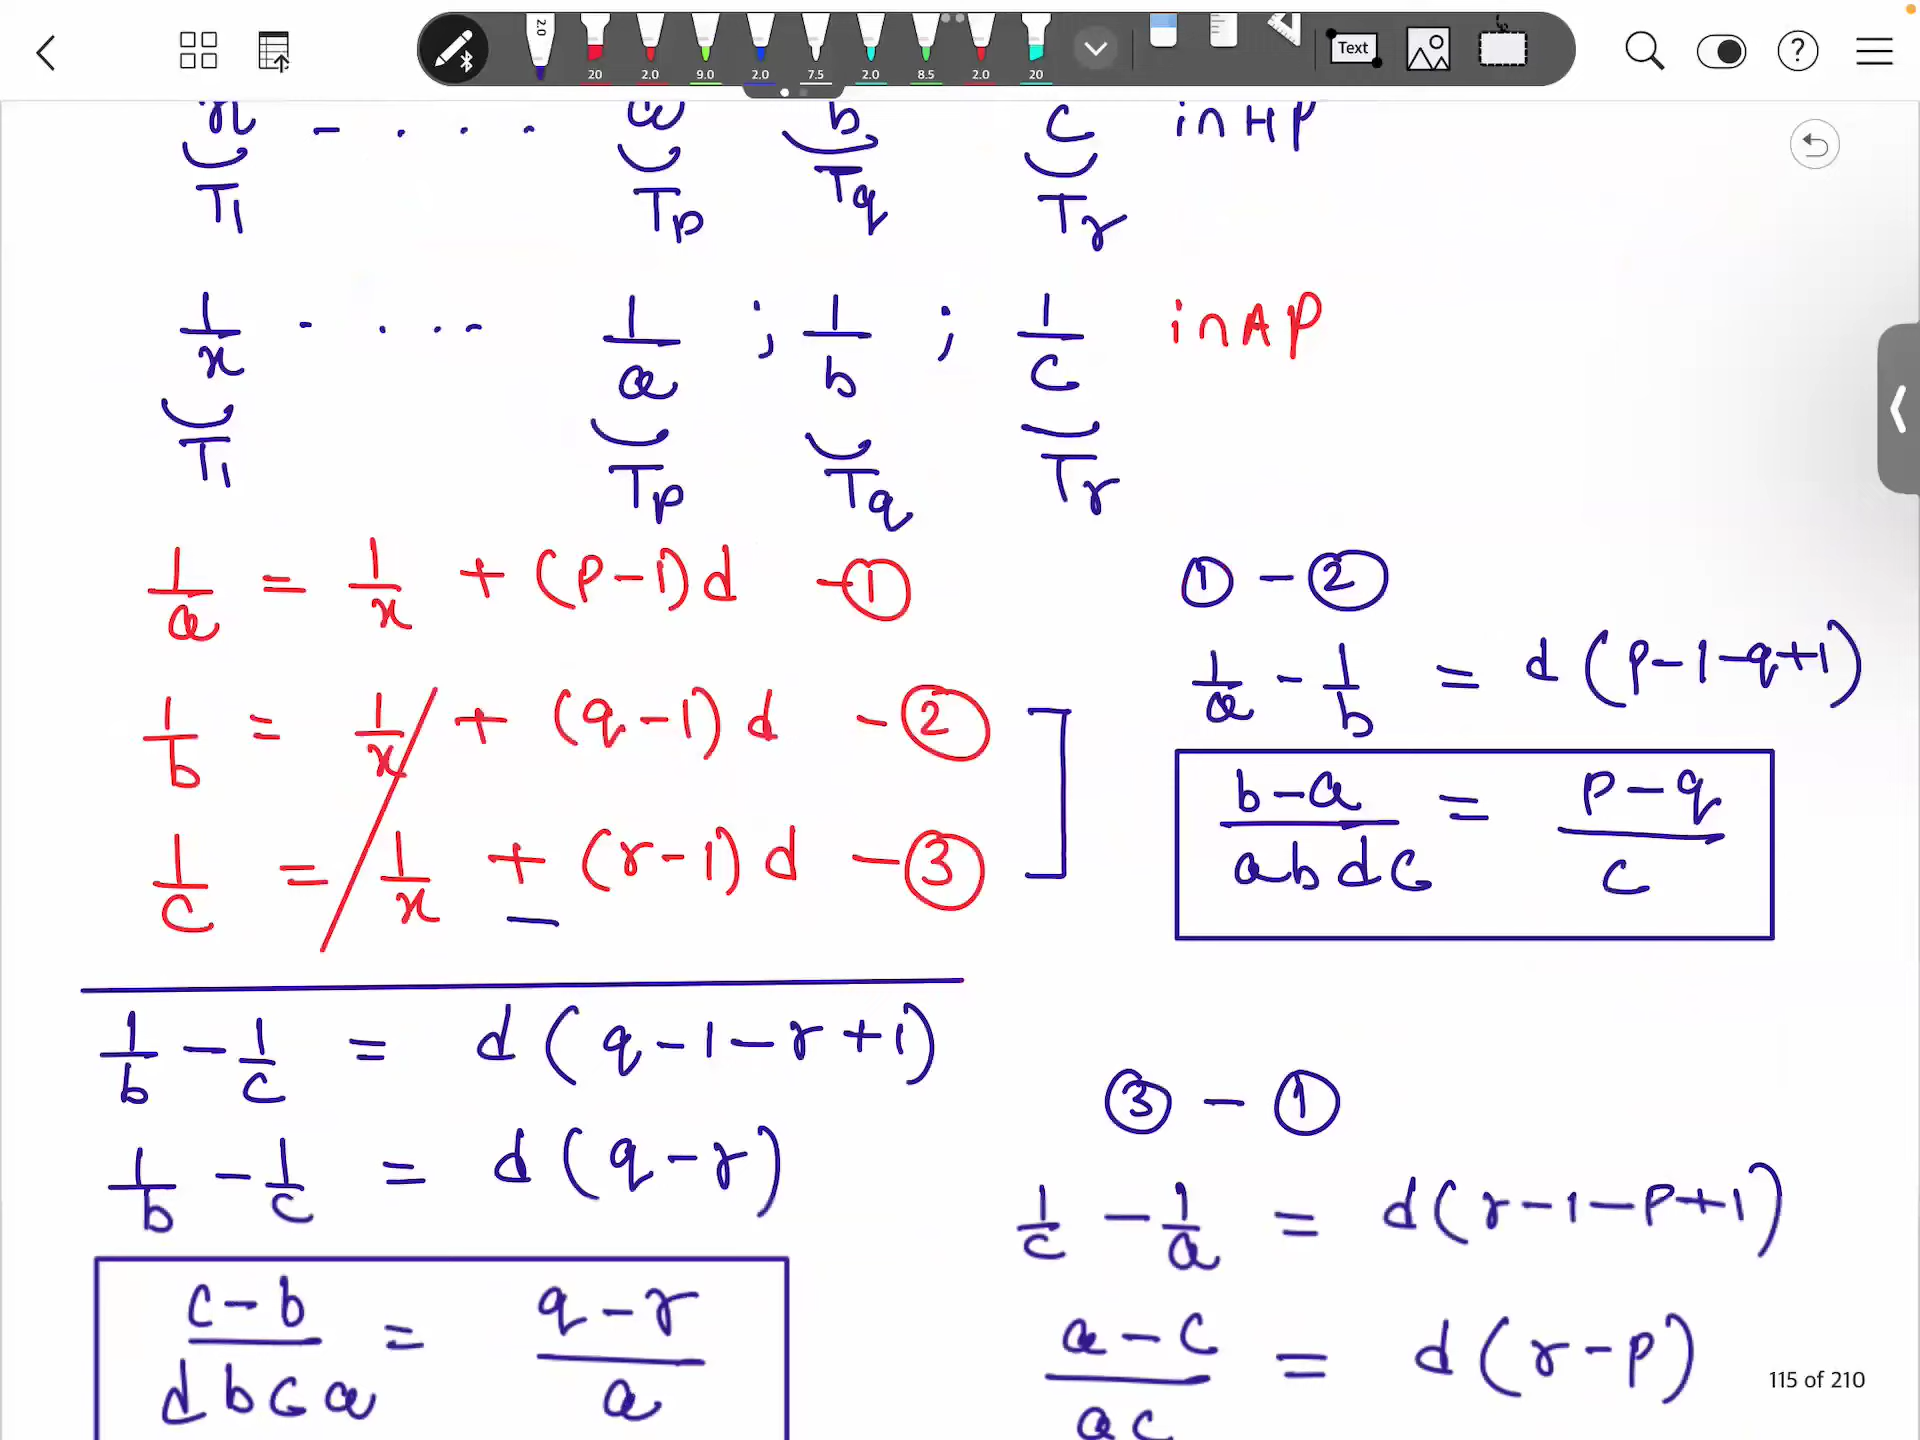 2.0 20 2.0 9.0 2.0 7.5 2.0 8.5 2.0 20 Text ?
x - . . . a b c in HP
T1 Tp Tq Tr
1/x - . . - 1/a ; 1/b ; 1/c in AP
T1 Tp Tq Tr
1/a = 1/x + (p-1)d - ①
1/b = 1/x + (q-1)d - ②
1/c = 1/x + (r-1)d - ③
-
① - ②
1/a - 1/b = d(p-1-q+1)
b-a/abdc = p-q/c
1/b - 1/c = d(q-1-r+1)
1/b - 1/c = d(q-r)
c-b/dbca = q-r/a
③ - ①
1/c - 1/a = d(r-1-p+1)
a-c/ac = d(r-p)
115 of 210